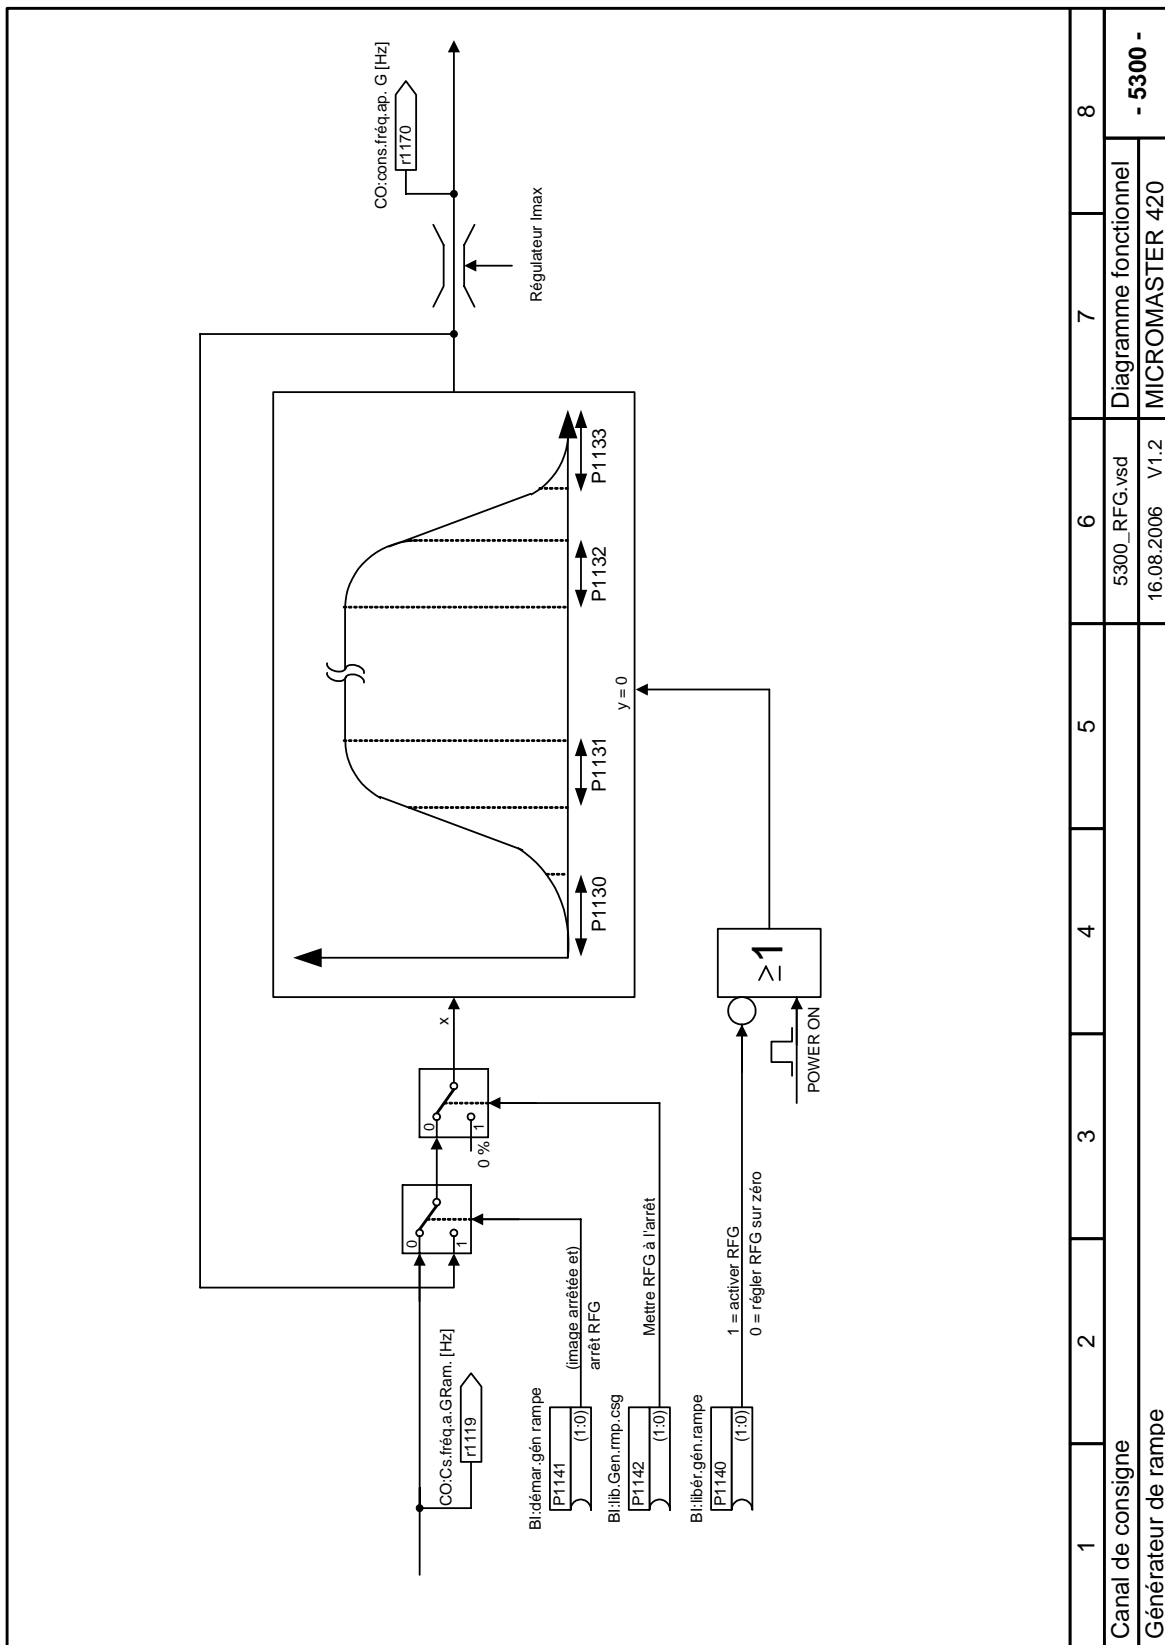 CO:Cs.fréq.a.GRam. [Hz]
r1119
BI:démar.gén rampe
P1141
(1:0)
(image arrêtée et)
arrêt RFG
BI:lib.Gen.rmp.csg
P1142
(1:0)
Mettre RFG à l'arrêt
BI:libér.gén.rampe
P1140
(1:0)
1 = activer RFG
0 = régler RFG sur zéro
0
1
0
1
0 %
x
POWER ON
≥1
y = 0
P1130
P1131
P1132
P1133
Régulateur Imax
CO:cons.fréq.ap. G [Hz]
r1170
1 2 3 4 5 6 7 8
Canal de consigne
5300_RFG.vsd
Diagramme fonctionnel
- 5300 -
Générateur de rampe
16.08.2006 V1.2
MICROMASTER 420